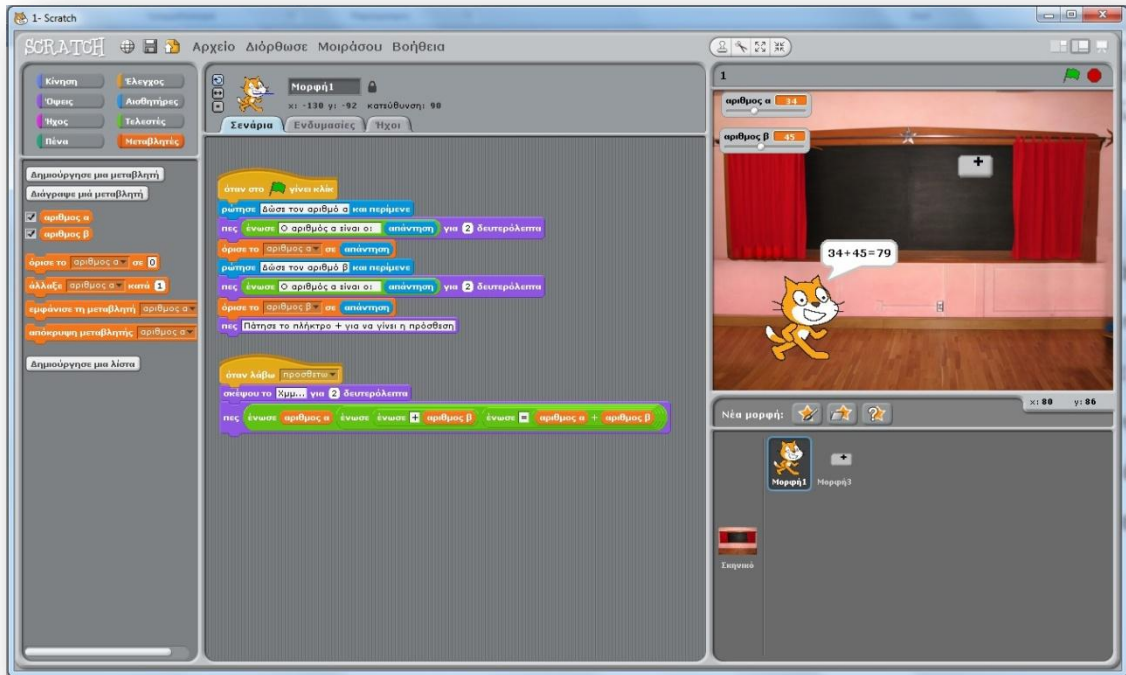 1- Scratch
SCRATCH Αρχείο Διόρθωσε Μοιράσου Βοήθεια
Κίνηση Έλεγχος
Όψεις Αισθητήρες
Ήχος Τελεστές
Πένα Μεταβλητές
Δημιούργησε μια μεταβλητή
Διάγραψε μιά μεταβλητή
αριθμος α
αριθμος β
όρισε το αριθμος α σε 0
άλλαξε αριθμος α κατά 1
εμφάνισε τη μεταβλητή αριθμος α
απόκρυψη μεταβλητής αριθμος α
Δημιούργησε μια λίστα
Μορφή1
x: -130 y: -92 κατεύθυνση: 90
Σενάρια Ενδυμασίες Ήχοι
όταν στο γίνει κλίκ
ρώτησε Δώσε τον αριθμό α και περίμενε
πες ένωσε Ο αριθμός α είναι ο: απάντηση για 2 δευτερόλεπτα
όρισε το αριθμος α σε απάντηση
ρώτησε Δώσε τον αριθμό β και περίμενε
πες ένωσε Ο αριθμός α είναι ο: απάντηση για 2 δευτερόλεπτα
όρισε το αριθμος β σε απάντηση
πες Πάτησε το πλήκτρο + για να γίνει η πρόσθεση
όταν λάβω προσθετω
σκέψου το Χμμ... για 2 δευτερόλεπτα
πες ένωσε αριθμος α ένωσε ένωσε + αριθμος β ένωσε = αριθμος α + αριθμος β
1
αριθμος α 34
αριθμος β 45
+
34+45=79
x: 80 y: 86
Νέα μορφή:
+
Μορφή1 Μορφή3
Σκηνικό